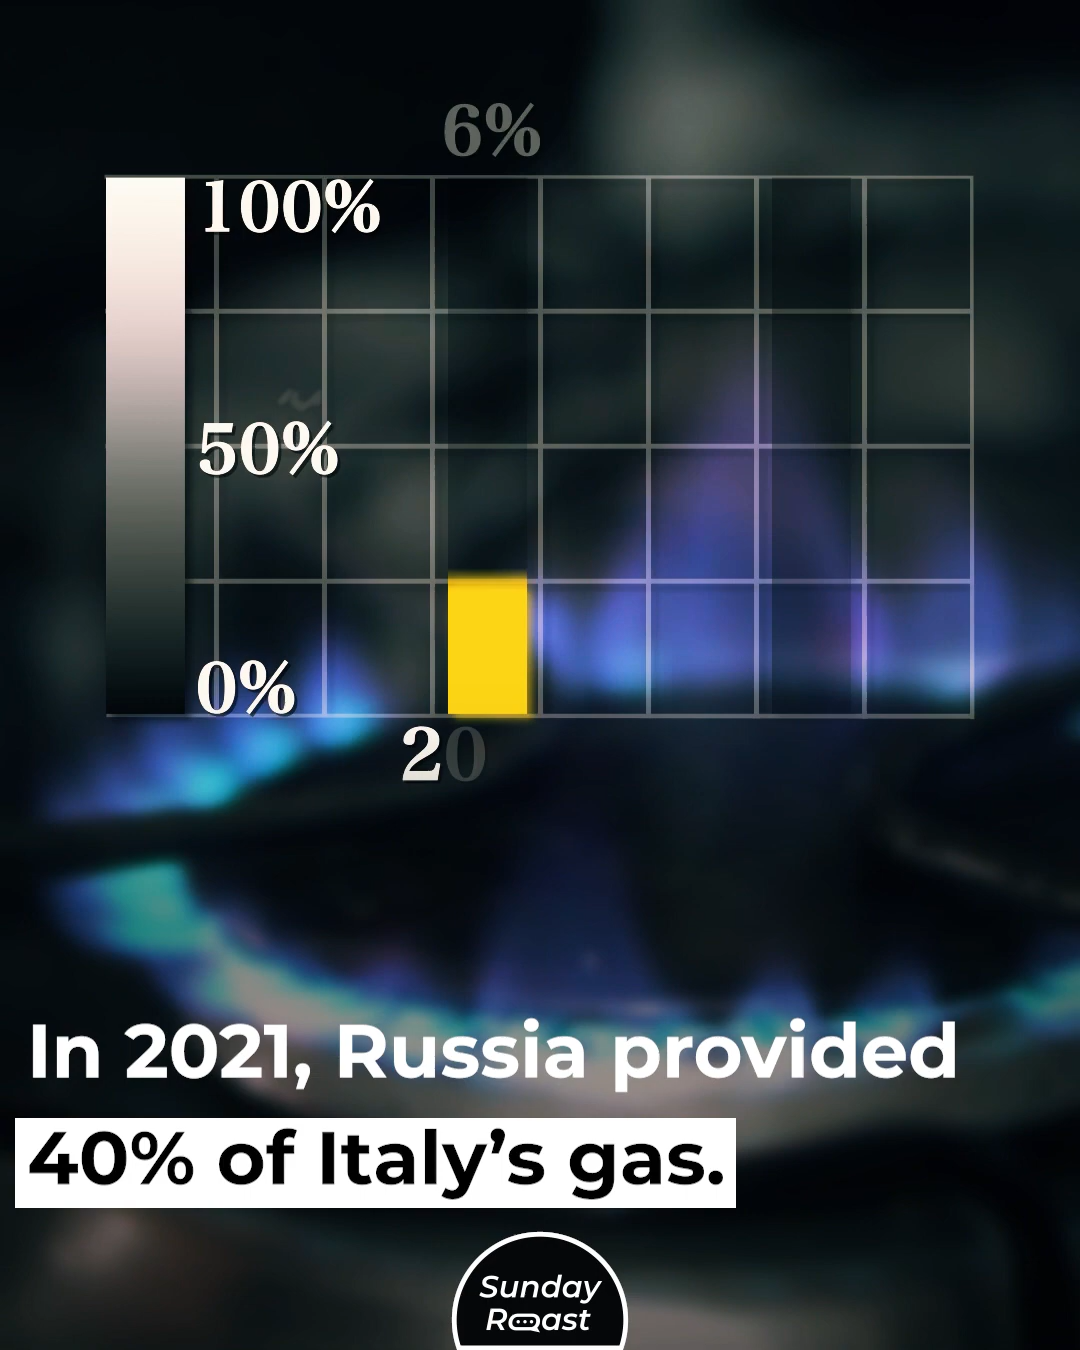 6%
100%
50%
0%
20
In 2021, Russia provided
40% of Italy’s gas.
Sunday
Roast